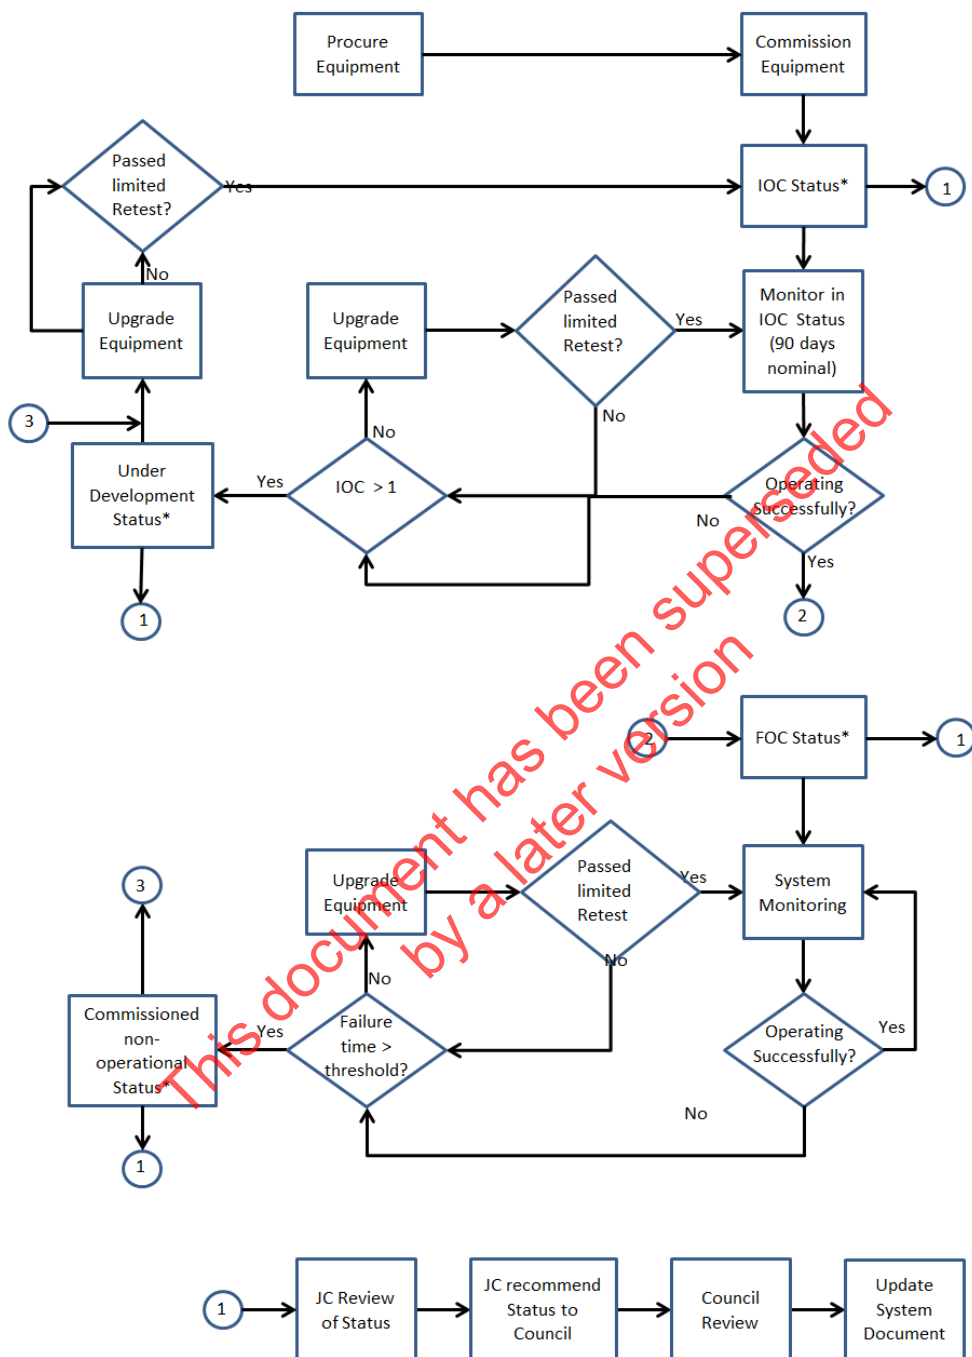 Procure
Equipment
Commission
Equipment
Passed
limited
Retest?
Yes
IOC Status*
1
No
Upgrade
Equipment
Upgrade
Equipment
Passed
limited
Retest?
Yes
Monitor in
IOC Status
(90 days
nominal)
3
No
No
Under
Development
Status*
Yes
IOC > 1
Operating
Successfully?
No
Yes
1
2
2
FOC Status*
1
3
Upgrade
Equipment
Passed
limited
Retest
Yes
System
Monitoring
No
No
Commissioned
non-
operational
Status*
Yes
Failure
time >
threshold?
Operating
Successfully?
Yes
No
1
1
JC Review
of Status
JC recommend
Status to
Council
Council
Review
Update
System
Document
This document has been superseded
by a later version